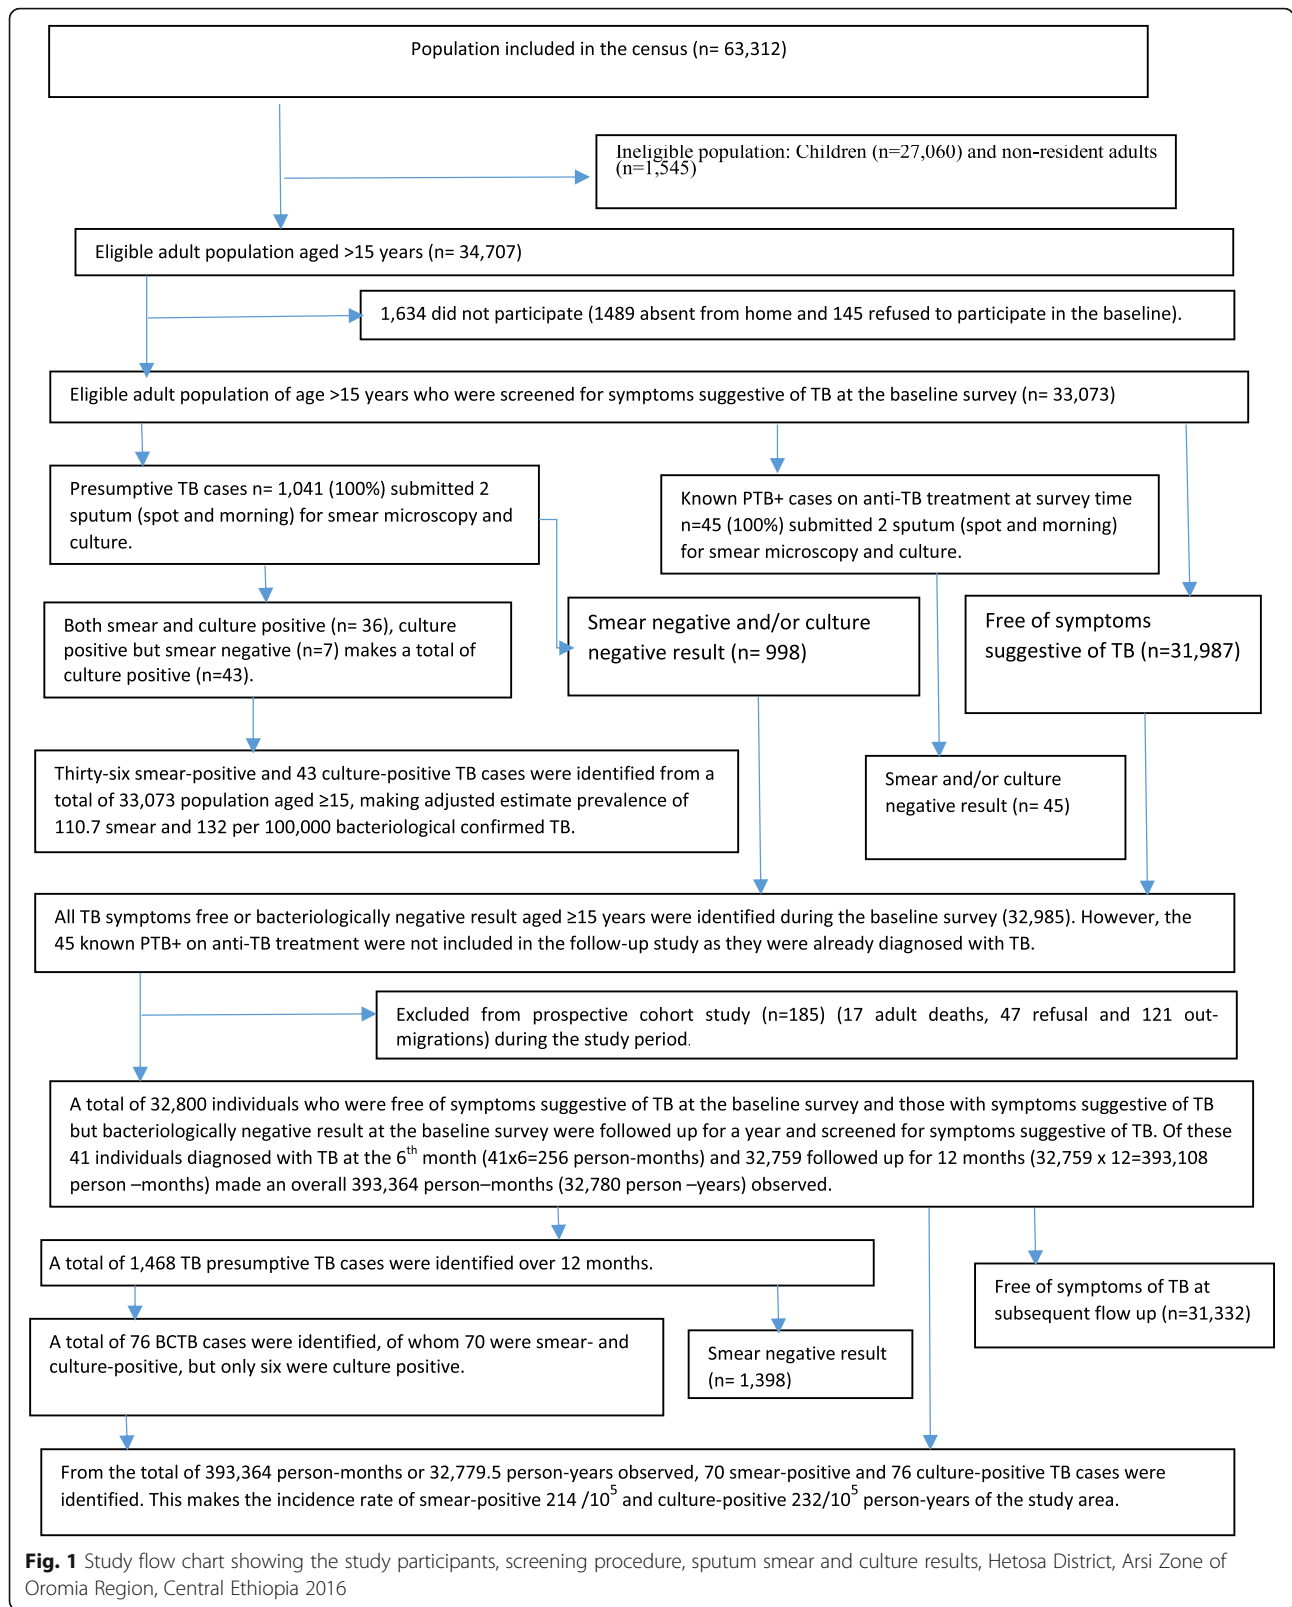 Population included in the census (n= 63,312)
Ineligible population: Children (n=27,060) and non-resident adults
(n=1,545)
Eligible adult population aged >15 years (n= 34,707)
1,634 did not participate (1489 absent from home and 145 refused to participate in the baseline).
Eligible adult population of age >15 years who were screened for symptoms suggestive of TB at the baseline survey (n= 33,073)
Presumptive TB cases n= 1,041 (100%) submitted 2
sputum (spot and morning) for smear microscopy and
culture.
Known PTB+ cases on anti-TB treatment at survey time
n=45 (100%) submitted 2 sputum (spot and morning)
for smear microscopy and culture.
Both smear and culture positive (n= 36), culture
positive but smear negative (n=7) makes a total of
culture positive (n=43).
Smear negative and/or culture
negative result (n= 998)
Free of symptoms
suggestive of TB (n=31,987)
Thirty-six smear-positive and 43 culture-positive TB cases were identified from a
total of 33,073 population aged ≥15, making adjusted estimate prevalence of
110.7 smear and 132 per 100,000 bacteriological confirmed TB.
Smear and/or culture
negative result (n= 45)
All TB symptoms free or bacteriologically negative result aged ≥15 years were identified during the baseline survey (32,985). However, the
45 known PTB+ on anti-TB treatment were not included in the follow-up study as they were already diagnosed with TB.
Excluded from prospective cohort study (n=185) (17 adult deaths, 47 refusal and 121 out-
migrations) during the study period.
A total of 32,800 individuals who were free of symptoms suggestive of TB at the baseline survey and those with symptoms suggestive of TB
but bacteriologically negative result at the baseline survey were followed up for a year and screened for symptoms suggestive of TB. Of these
41 individuals diagnosed with TB at the 6th month (41x6=256 person-months) and 32,759 followed up for 12 months (32,759 x 12=393,108
person –months) made an overall 393,364 person–months (32,780 person –years) observed.
A total of 1,468 TB presumptive TB cases were identified over 12 months.
Free of symptoms of TB at
subsequent flow up (n=31,332)
A total of 76 BCTB cases were identified, of whom 70 were smear- and
culture-positive, but only six were culture positive.
Smear negative result
(n= 1,398)
From the total of 393,364 person-months or 32,779.5 person-years observed, 70 smear-positive and 76 culture-positive TB cases were
identified. This makes the incidence rate of smear-positive 214 /10⁵ and culture-positive 232/10⁵ person-years of the study area.
Fig. 1 Study flow chart showing the study participants, screening procedure, sputum smear and culture results, Hetosa District, Arsi Zone of
Oromia Region, Central Ethiopia 2016